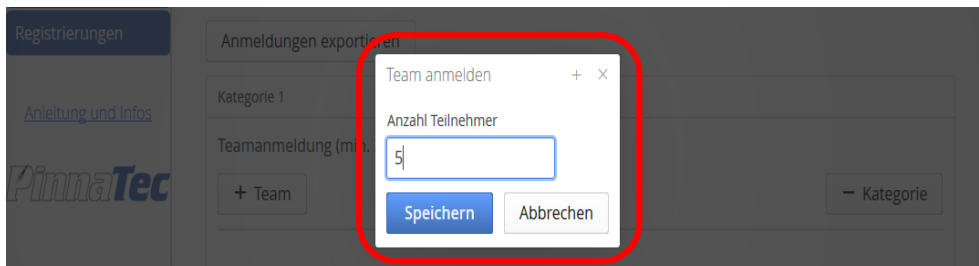 Registrierungen
Anmeldungen exportieren
Team anmelden
Kategorie 1
Anleitung und Infos
Anzahl Teilnehmer
Teamanmeldung (min.
5
PinnaTec
+ Team
Speichern
Abbrechen
− Kategorie